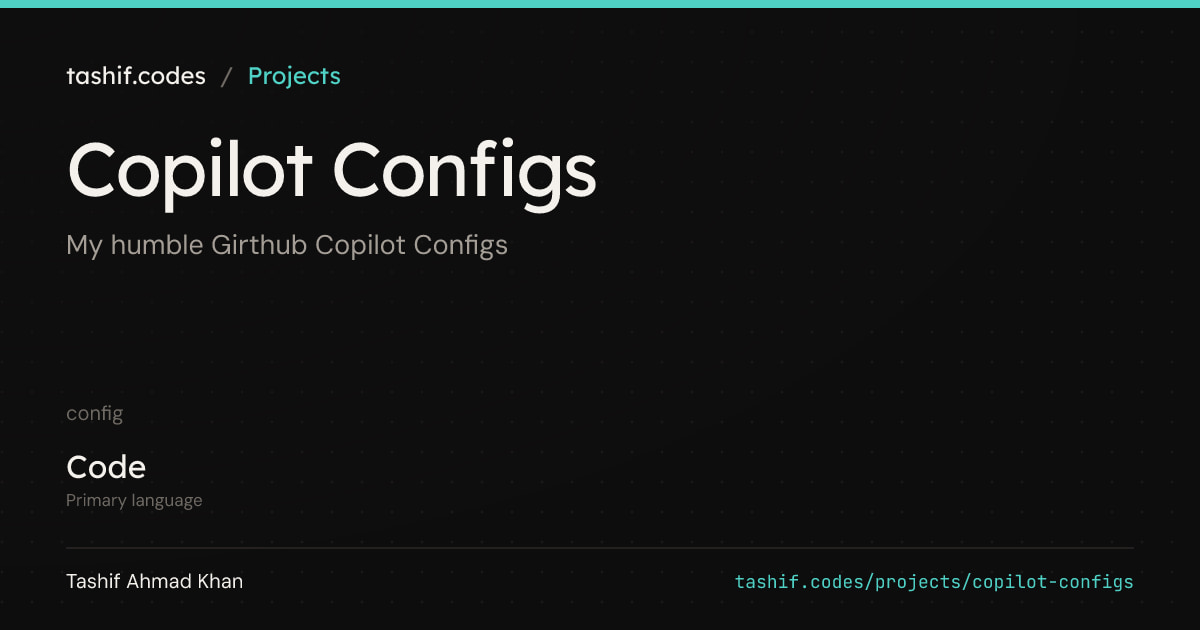 tashif.codes / Projects
Copilot Configs
My humble Girthub Copilot Configs
config
Code
Primary language
Tashif Ahmad Khan
tashif.codes/projects/copilot-configs